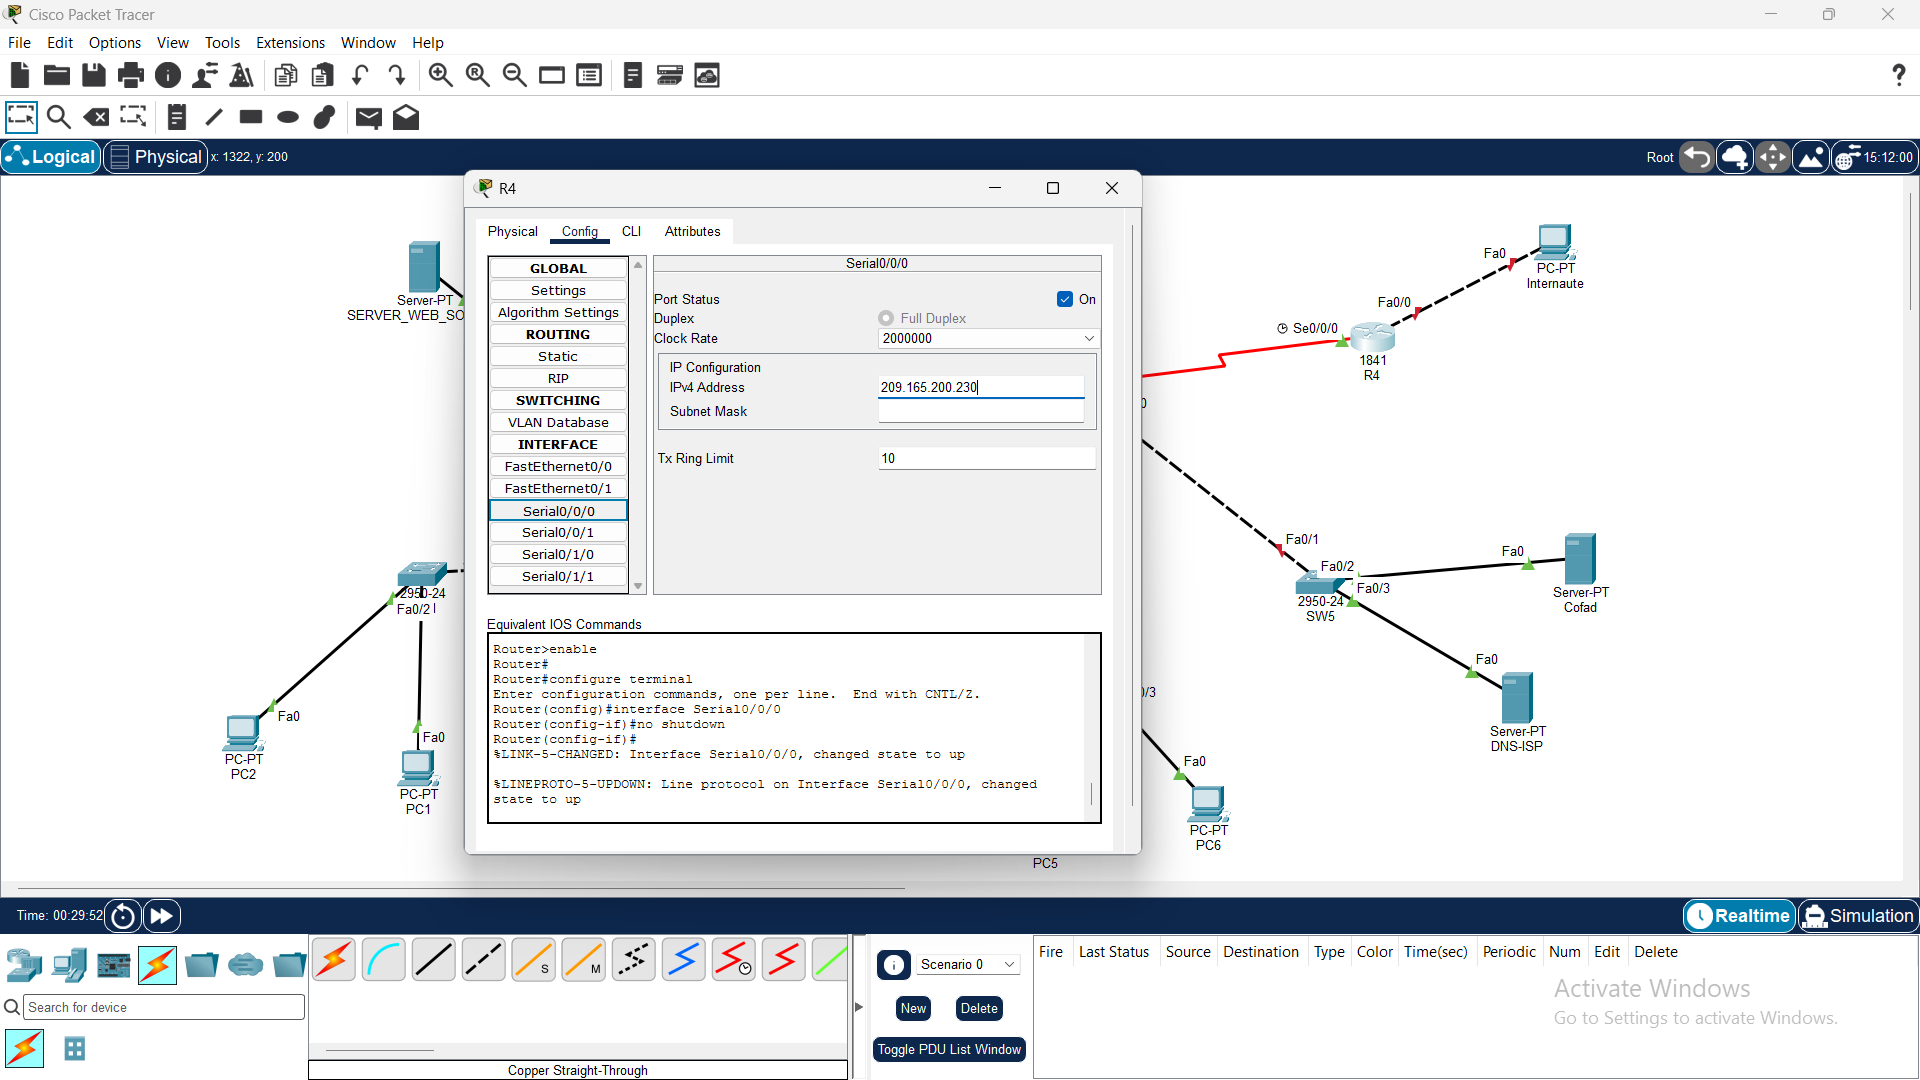 Cisco Packet Tracer
File Edit Options View Tools Extensions Window Help
Logical Physical x: 1322, y: 200 Root 15:12:00
R4
Physical Config CLI Attributes
GLOBAL
Settings
Algorithm Settings
ROUTING
Static
RIP
SWITCHING
VLAN Database
INTERFACE
FastEthernet0/0
FastEthernet0/1
Serial0/0/0
Serial0/0/1
Serial0/1/0
Serial0/1/1
Serial0/0/0
Port Status On
Duplex Full Duplex
Clock Rate 2000000
IP Configuration
IPv4 Address 209.165.200.230
Subnet Mask
Tx Ring Limit 10
Equivalent IOS Commands
Router>enable
Router#
Router#configure terminal
Enter configuration commands, one per line. End with CNTL/Z.
Router(config)#interface Serial0/0/0
Router(config-if)#no shutdown
Router(config-if)#
%LINK-5-CHANGED: Interface Serial0/0/0, changed state to up
%LINEPROTO-5-UPDOWN: Line protocol on Interface Serial0/0/0, changed
state to up
Server-PT
SERVER_WEB_SO
2950-24
Fa0/2
Fa0
PC-PT
PC2
Fa0
PC-PT
PC1
Fa0
PC-PT
Internaute
Fa0/0
Se0/0/0
1841
R4
0
Fa0/1
Fa0/2
Fa0/3
2950-24
SW5
Fa0
Server-PT
Cofad
Fa0
Server-PT
DNS-ISP
/3
Fa0
PC-PT
PC6
PC5
Time: 00:29:52 Realtime Simulation
Search for device
S
M
Copper Straight-Through
Scenario 0
New Delete
Toggle PDU List Window
Fire Last Status Source Destination Type Color Time(sec) Periodic Num Edit Delete
Activate Windows
Go to Settings to activate Windows.